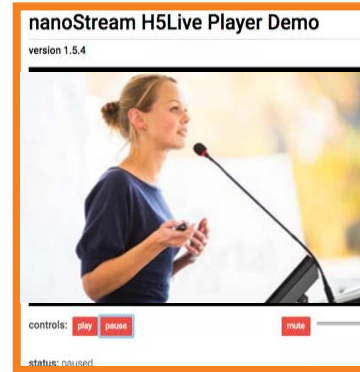 nanoStream H5Live Player Demo
version 1.5.4
controls: play pause mute
status: paused